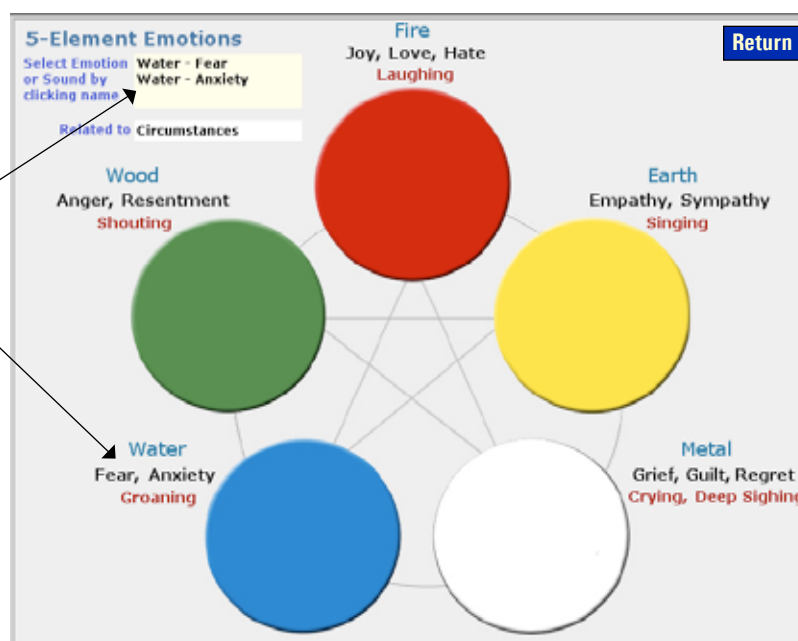 5-Element Emotions
Select Emotion
or Sound by
clicking name
Water - Fear
Water - Anxiety
Related to Circumstances
Fire
Joy, Love, Hate
Laughing
Return
Wood
Anger, Resentment
Shouting
Earth
Empathy, Sympathy
Singing
Water
Fear, Anxiety
Groaning
Metal
Grief, Guilt, Regret
Crying, Deep Sighing